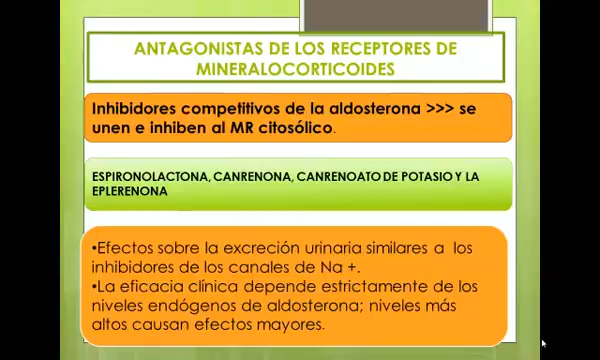 ANTAGONISTAS DE LOS RECEPTORES DE
MINERALOCORTICOIDES
Inhibidores competitivos de la aldosterona >>> se
unen e inhiben al MR citosólico.
ESPIRONOLACTONA, CANRENONA, CANRENOATO DE POTASIO Y LA
EPLERENONA
•Efectos sobre la excreción urinaria similares a los
inhibidores de los canales de Na +.
•La eficacia clínica depende estrictamente de los
niveles endógenos de aldosterona; niveles más
altos causan efectos mayores.